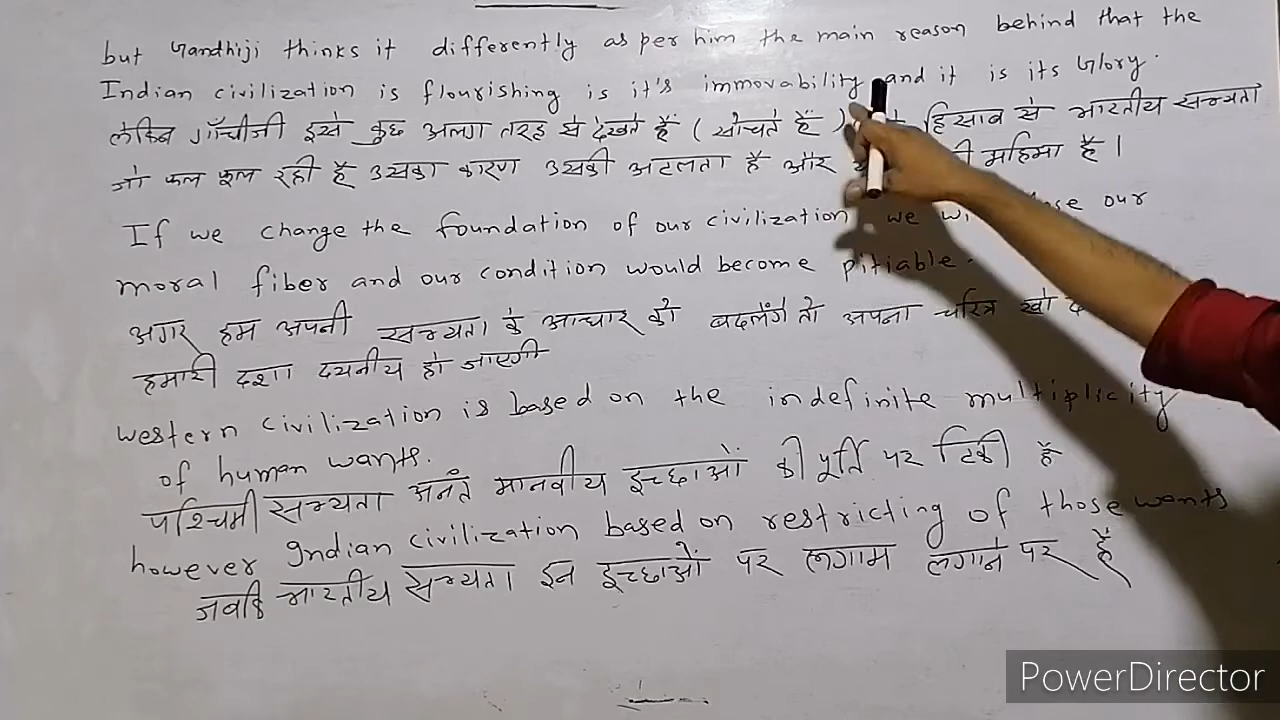 but Gandhiji thinks it differently as per him the main reason behind that the
Indian civilization is flourishing is it's immovability and it is its Glory.
लेकिन गाँधीजी इसे कुछ अलग तरह से देखते हैं (सोचते हैं) हिसाब से भारतीय सभ्यता
जो फल फूल रही है उसका कारण उसकी अटलता है और महिमा है।
If we change the foundation of our civilization we our
moral fiber and our condition would become pitiable.
अगर हम अपनी सभ्यता के आधार को बदलेंगे तो अपना चरित्र खो
हमारी दशा दयनीय हो जाएगी
western civilization is based on the indefinite multiplicity
of human wants.
पश्चिमी सभ्यता अनंत मानवीय इच्छाओं की पूर्ति पर टिकी है
however Indian civilization based on restricting of those wants
जबकि भारतीय सभ्यता इन इच्छाओं पर लगाम लगाने पर है
PowerDirector